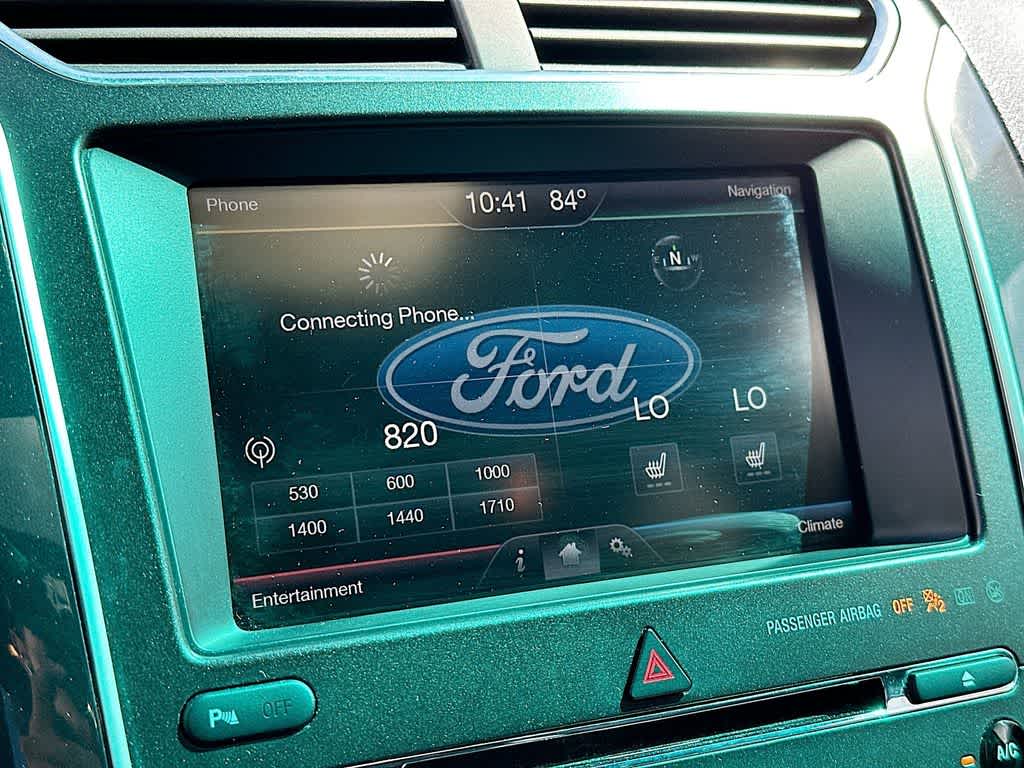 Phone
10:41 84°
Navigation
N
E W
Connecting Phone...
Ford
820
LO
LO
530 600 1000
1400 1440 1710
i
Climate
Entertainment
PASSENGER AIRBAG OFF ON
P OFF
A/C